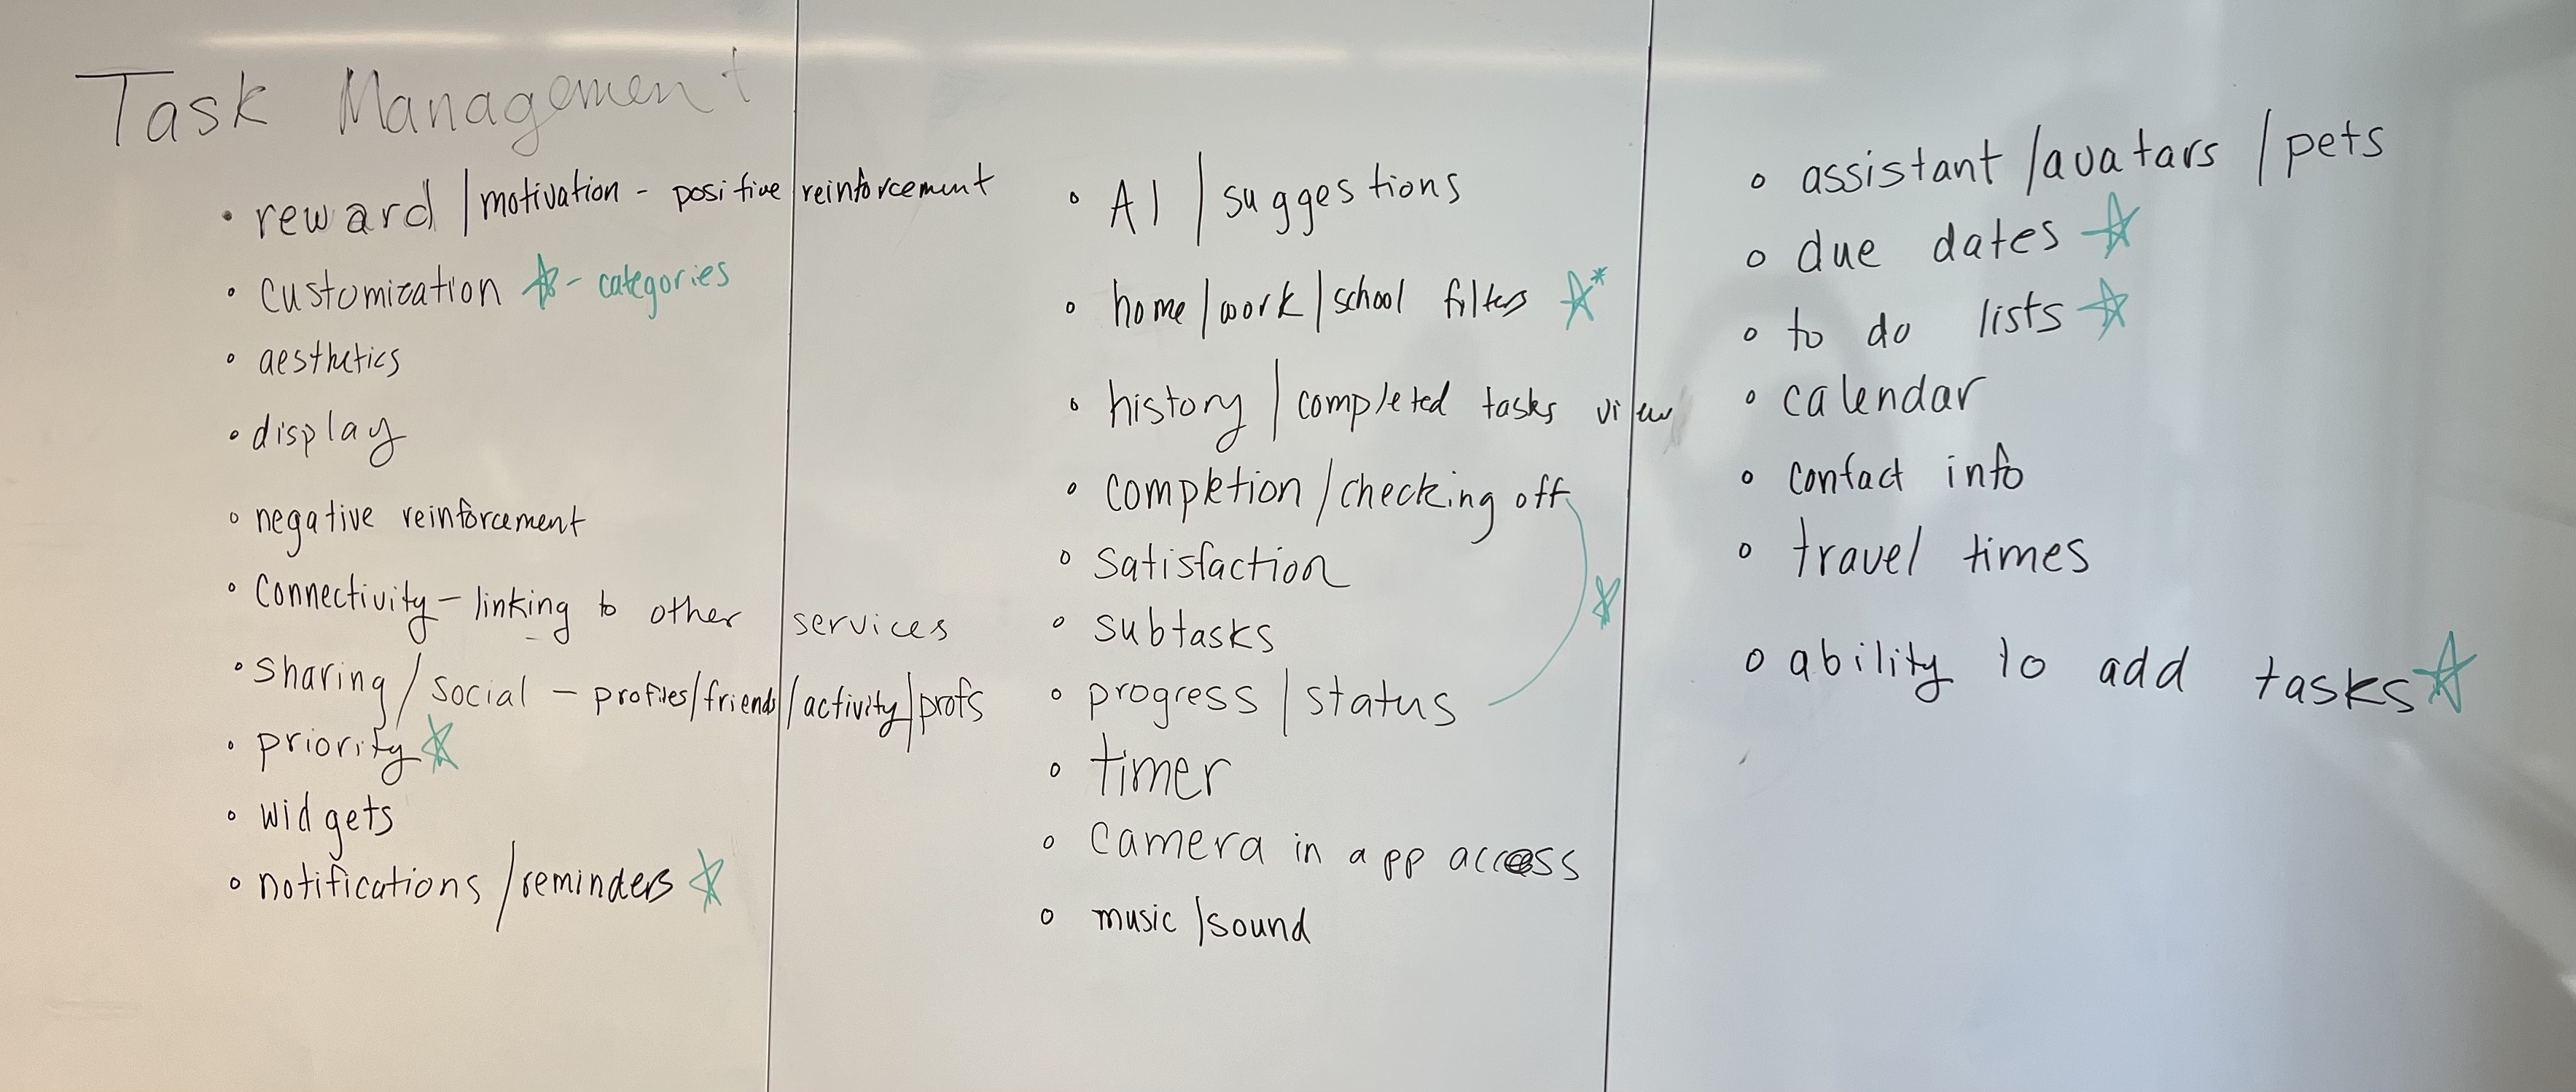 Task Management
• reward / motivation - positive reinforcement
• customization ☆ - categories
• aesthetics
• display
• negative reinforcement
• Connectivity - linking to other services
• sharing / social - profiles/friends/activity/profs
• priority ☆
• widgets
• notifications / reminders ☆
• AI / suggestions
• home/work/school filters ☆*
• history / completed tasks view
• completion / checking off
☆
• satisfaction
• subtasks
• progress / status
• timer
• camera in app access
• music / sound
• assistant / avatars / pets
• due dates ☆
• to do lists ☆
• calendar
• contact info
• travel times
• ability to add tasks ☆